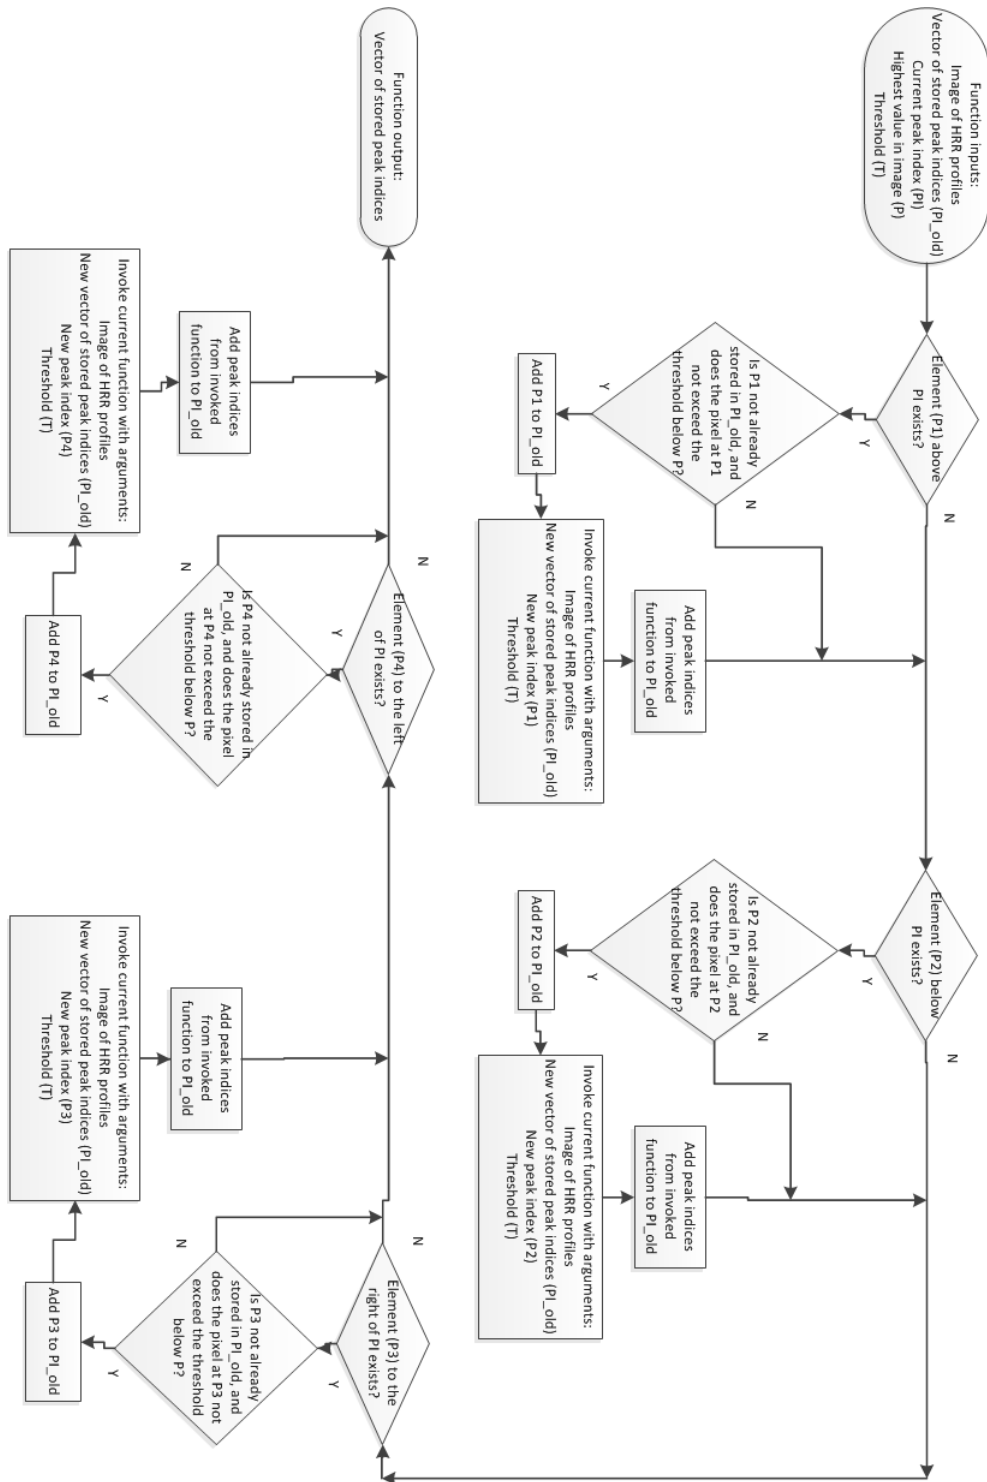 Function inputs:
Image of HRR profiles
Vector of stored peak indices (PI_old)
Current peak index (PI)
Highest value in image (P)
Threshold (T)
Element (P1) above
PI exists?
N
Y
Is P1 not already
stored in PI_old, and
does the pixel at P1
not exceed the
threshold below P?
N
Y
Add P1 to PI_old
Invoke current function with arguments:
Image of HRR profiles
New vector of stored peak indices (PI_old)
New peak index (P1)
Threshold (T)
Add peak indices
from invoked
function to PI_old
Element (P2) below
PI exists?
N
Y
Is P2 not already
stored in PI_old, and
does the pixel at P2
not exceed the
threshold below P?
N
Y
Add P2 to PI_old
Invoke current function with arguments:
Image of HRR profiles
New vector of stored peak indices (PI_old)
New peak index (P2)
Threshold (T)
Add peak indices
from invoked
function to PI_old
Element (P3) to the
right of PI exists?
N
Y
Is P3 not already
stored in PI_old, and
does the pixel at P3 not
exceed the threshold
below P?
N
Y
Add P3 to PI_old
Invoke current function with arguments:
Image of HRR profiles
New vector of stored peak indices (PI_old)
New peak index (P3)
Threshold (T)
Add peak indices
from invoked
function to PI_old
Element (P4) to the left
of PI exists?
N
Y
Is P4 not already stored in
PI_old, and does the pixel
at P4 not exceed the
threshold below P?
N
Y
Add P4 to PI_old
Invoke current function with arguments:
Image of HRR profiles
New vector of stored peak indices (PI_old)
New peak index (P4)
Threshold (T)
Add peak indices
from invoked
function to PI_old
Function output:
Vector of stored peak indices